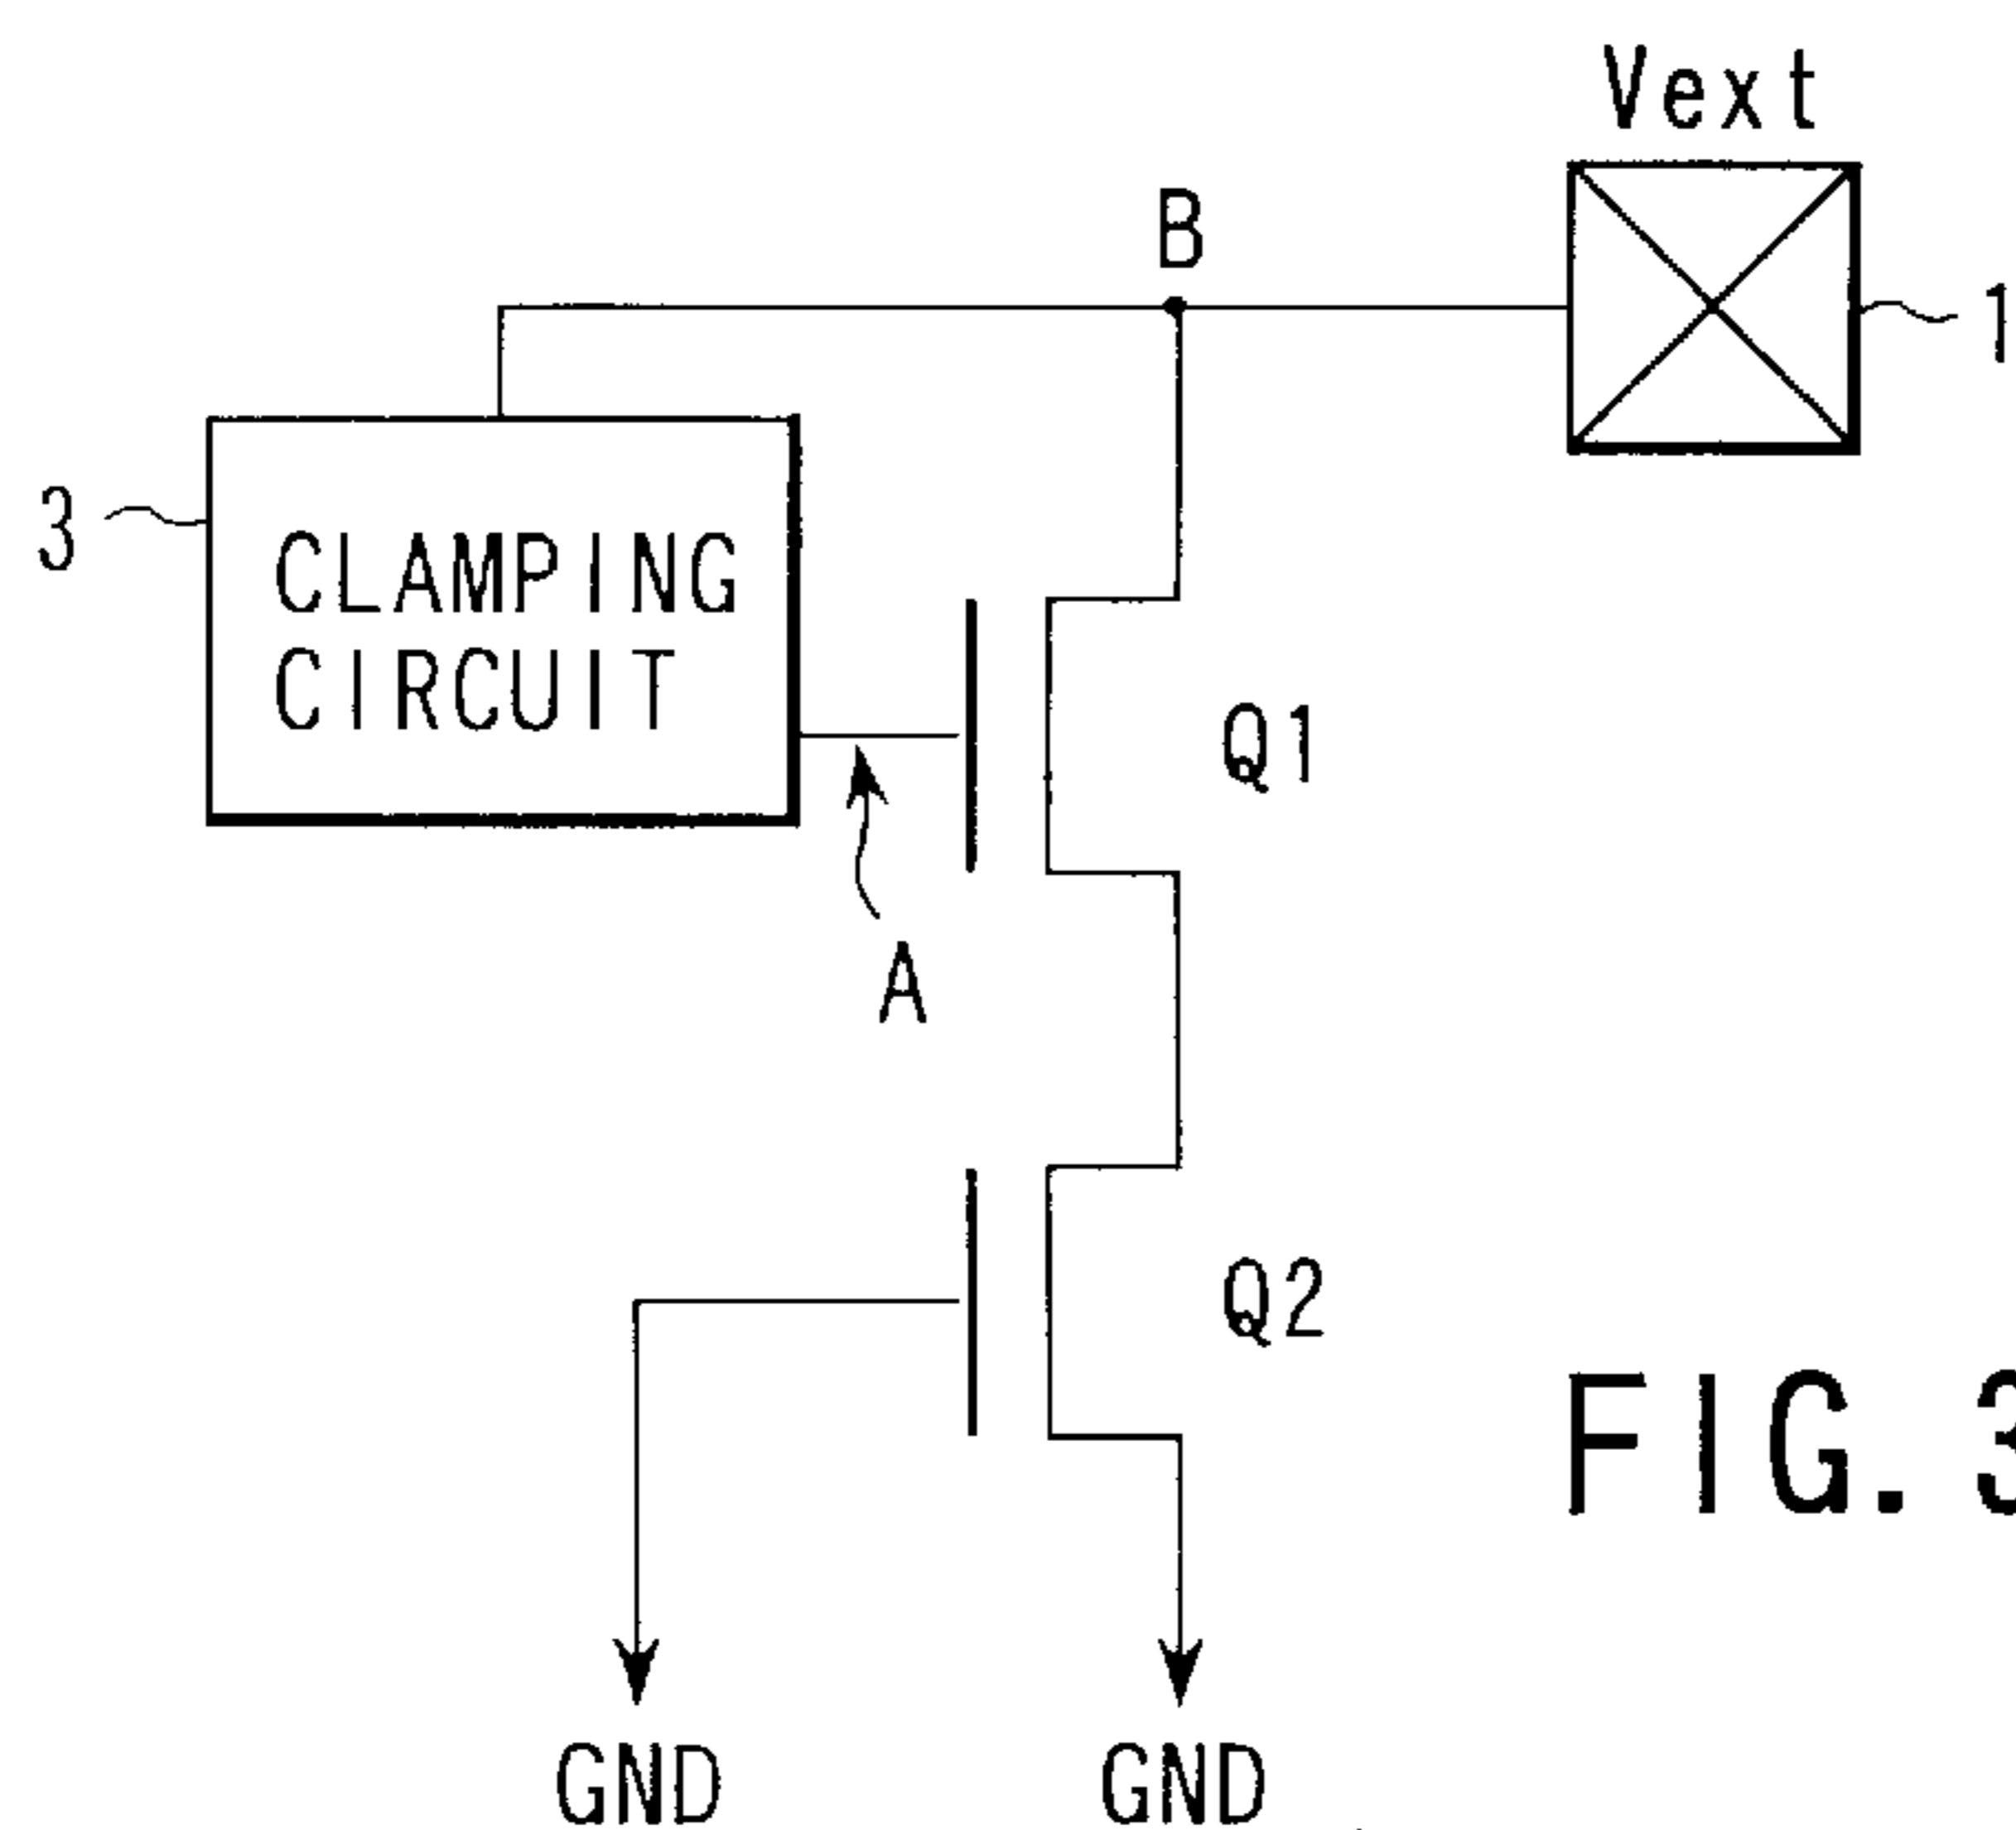 Vext
B
1
3
CLAMPING
CIRCUIT
Q1
A
Q2
FIG. 3
GND
GND